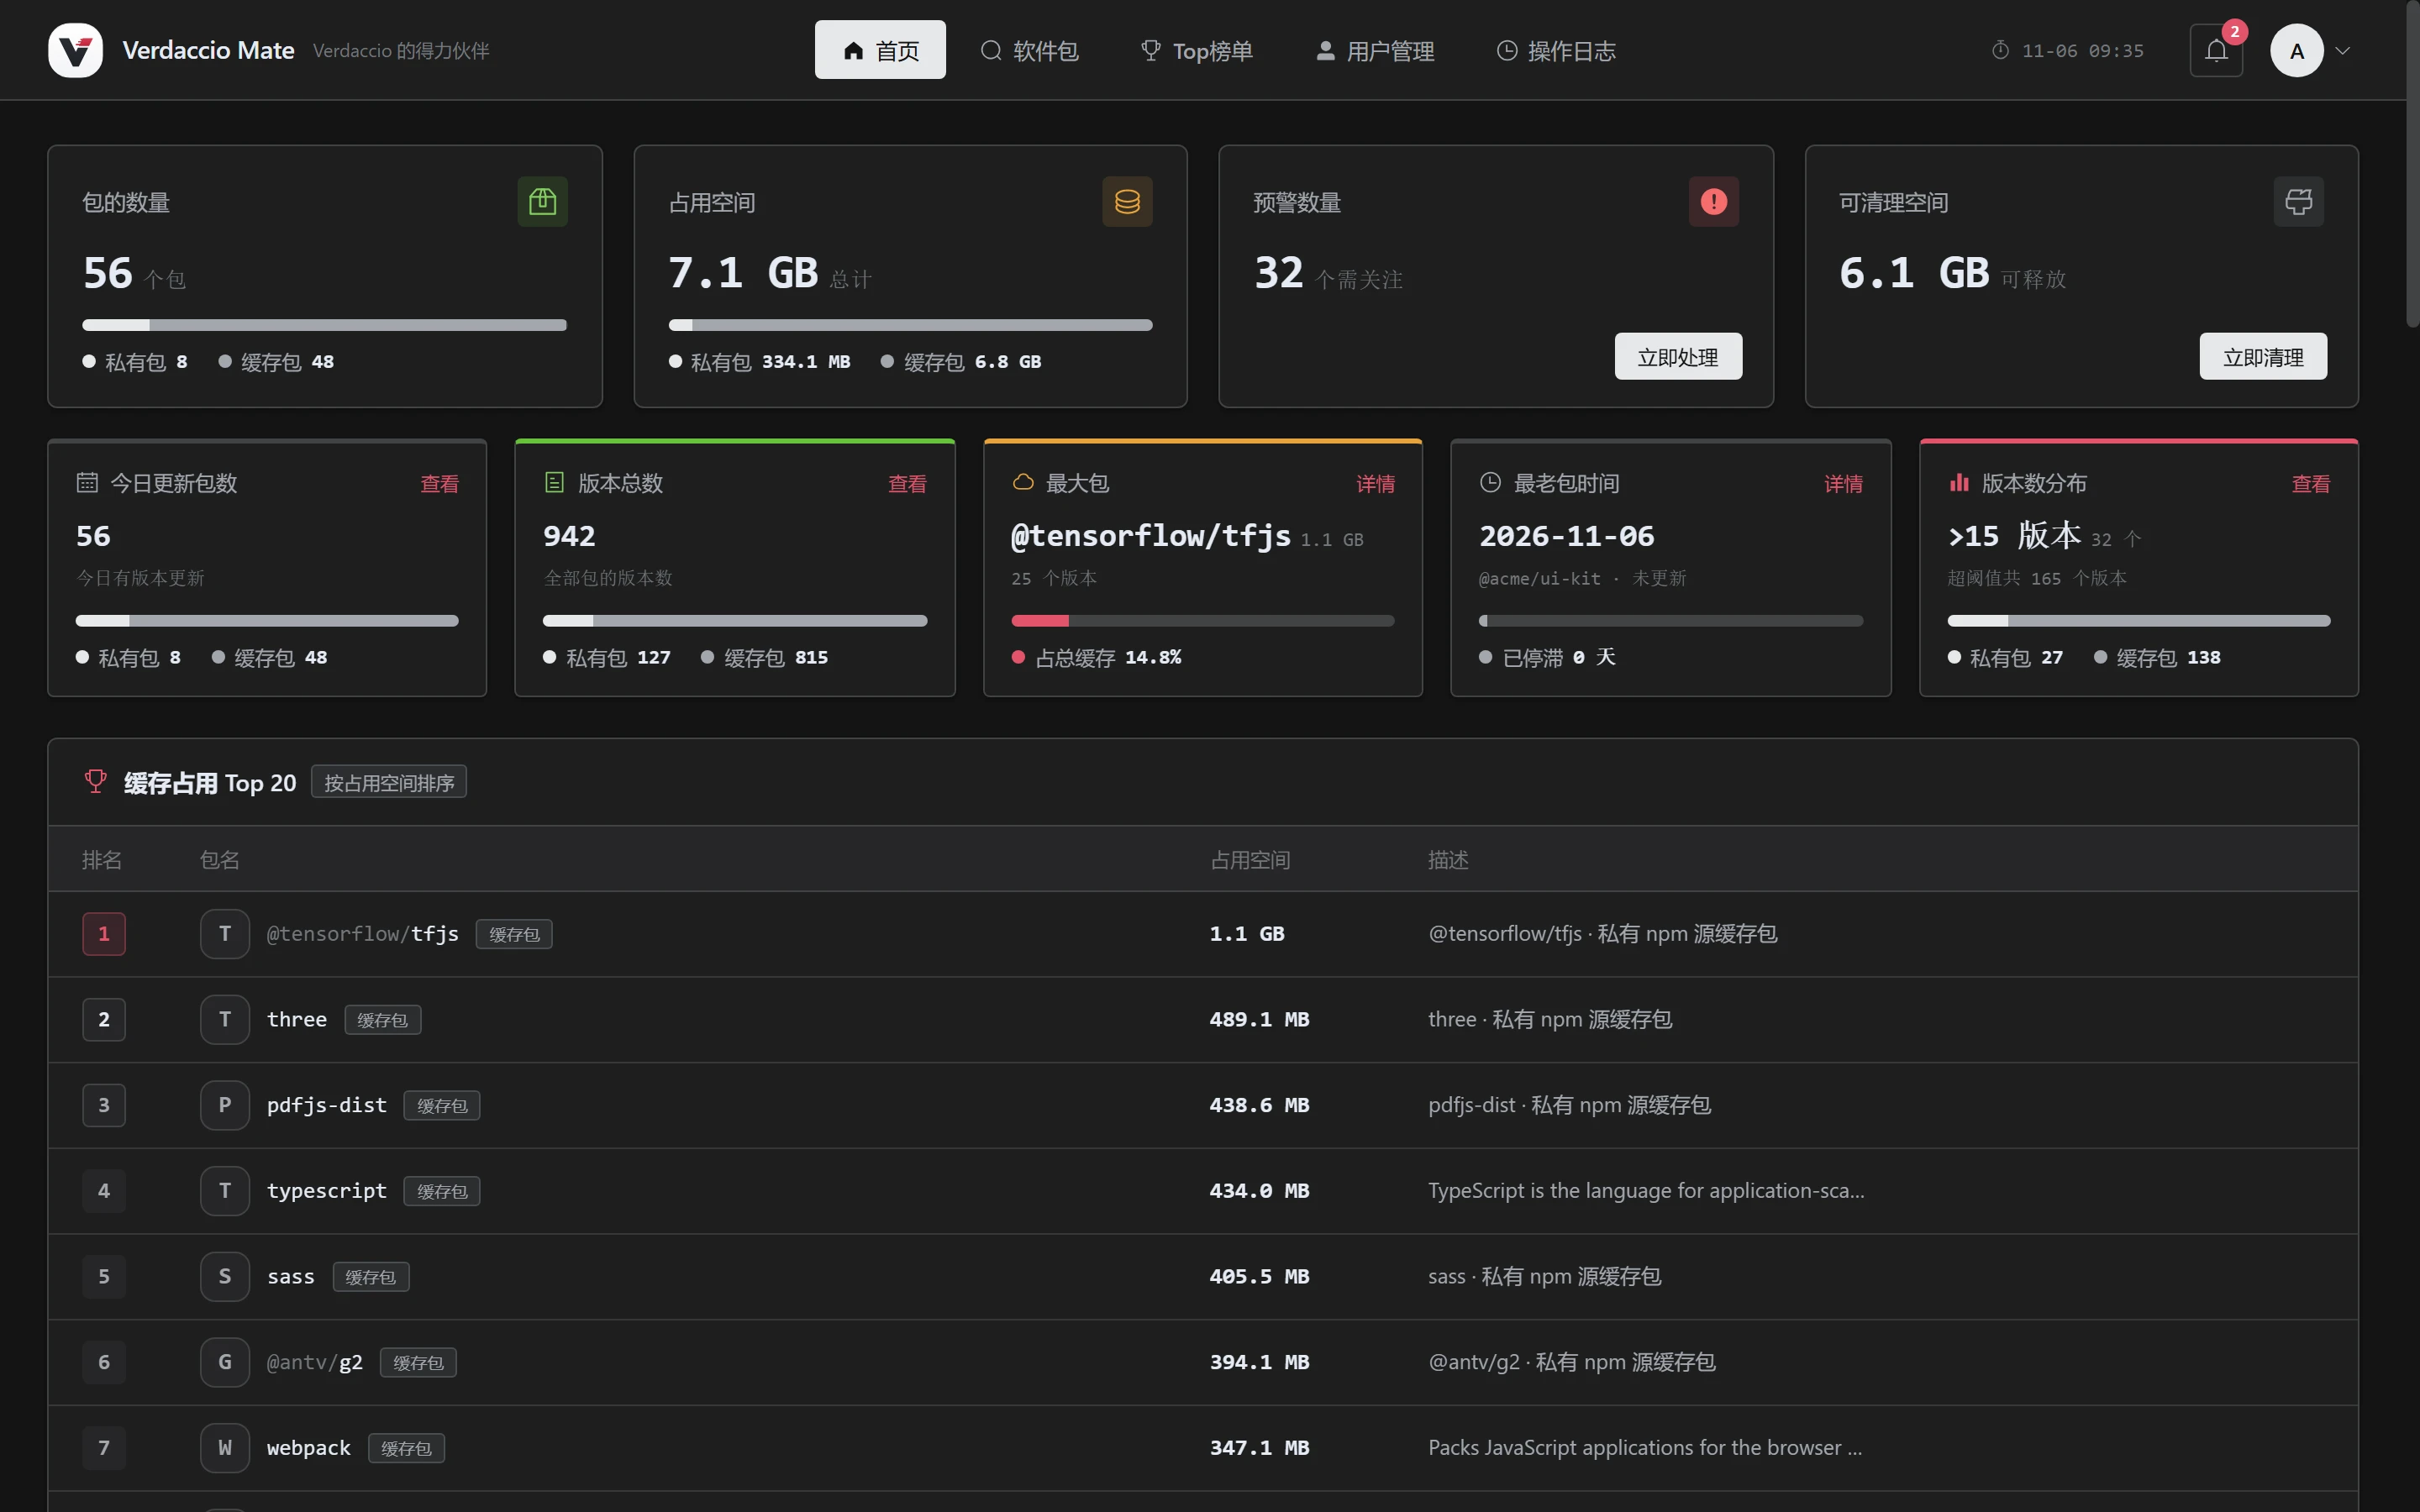 Verdaccio Mate Verdaccio 的得力伙伴 首页 软件包 Top榜单 用户管理 操作日志 11-06 09:35 2 A
包的数量
56 个包
私有包 8 缓存包 48
占用空间
7.1 GB 总计
私有包 334.1 MB 缓存包 6.8 GB
预警数量
32 个需关注
立即处理
可清理空间
6.1 GB 可释放
立即清理
今日更新包数 查看
56
今日有版本更新
私有包 8 缓存包 48
版本总数 查看
942
全部包的版本数
私有包 127 缓存包 815
最大包 详情
@tensorflow/tfjs 1.1 GB
25 个版本
占总缓存 14.8%
最老包时间 详情
2026-11-06
@acme/ui-kit · 未更新
已停滞 0 天
版本数分布 查看
>15 版本 32 个
超阈值共 165 个版本
私有包 27 缓存包 138
缓存占用 Top 20 按占用空间排序
排名 包名 占用空间 描述
1 T @tensorflow/tfjs 缓存包 1.1 GB @tensorflow/tfjs · 私有 npm 源缓存包
2 T three 缓存包 489.1 MB three · 私有 npm 源缓存包
3 P pdfjs-dist 缓存包 438.6 MB pdfjs-dist · 私有 npm 源缓存包
4 T typescript 缓存包 434.0 MB TypeScript is the language for application-sca...
5 S sass 缓存包 405.5 MB sass · 私有 npm 源缓存包
6 G @antv/g2 缓存包 394.1 MB @antv/g2 · 私有 npm 源缓存包
7 W webpack 缓存包 347.1 MB Packs JavaScript applications for the browser ...